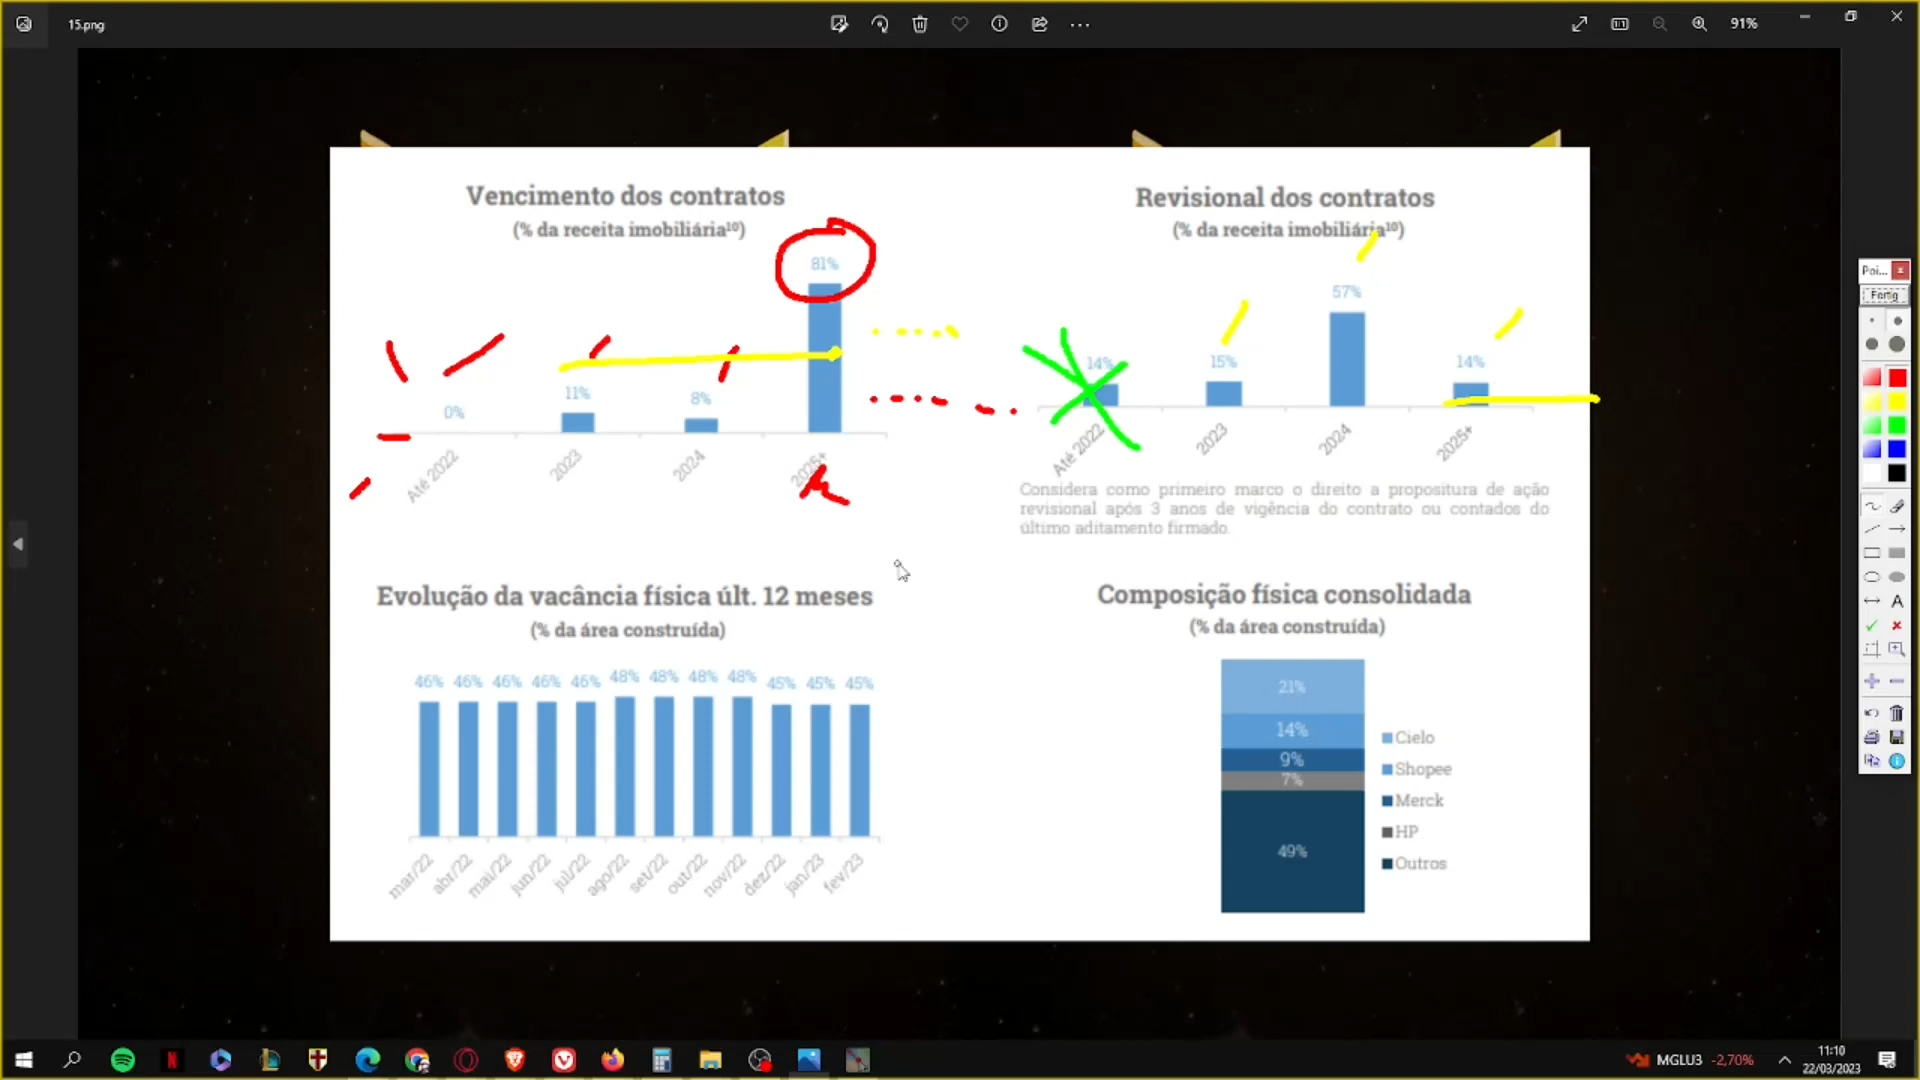 15.png
91%
Vencimento dos contratos
(% da receita imobiliária¹⁰)
81%
11%
8%
0%
Até 2022
2023
2024
2025+
Revisional dos contratos
(% da receita imobiliária¹⁰)
57%
14%
15%
14%
Até 2022
2023
2024
2025+
Considera como primeiro marco o direito a propositura de ação
revisional após 3 anos de vigência do contrato ou contados do
último aditamento firmado.
Evolução da vacância física últ. 12 meses
(% da área construída)
46% 46% 46% 46% 46% 48% 48% 48% 48% 45% 45% 45%
mar/22 abr/22 mai/22 jun/22 jul/22 ago/22 set/22 out/22 nov/22 dez/22 jan/23 fev/23
Composição física consolidada
(% da área construída)
21%
14%
9%
7%
49%
Cielo
Shopee
Merck
HP
Outros
Poi...
Fertig
A
MGLU3 -2,70%
11:10
22/03/2023